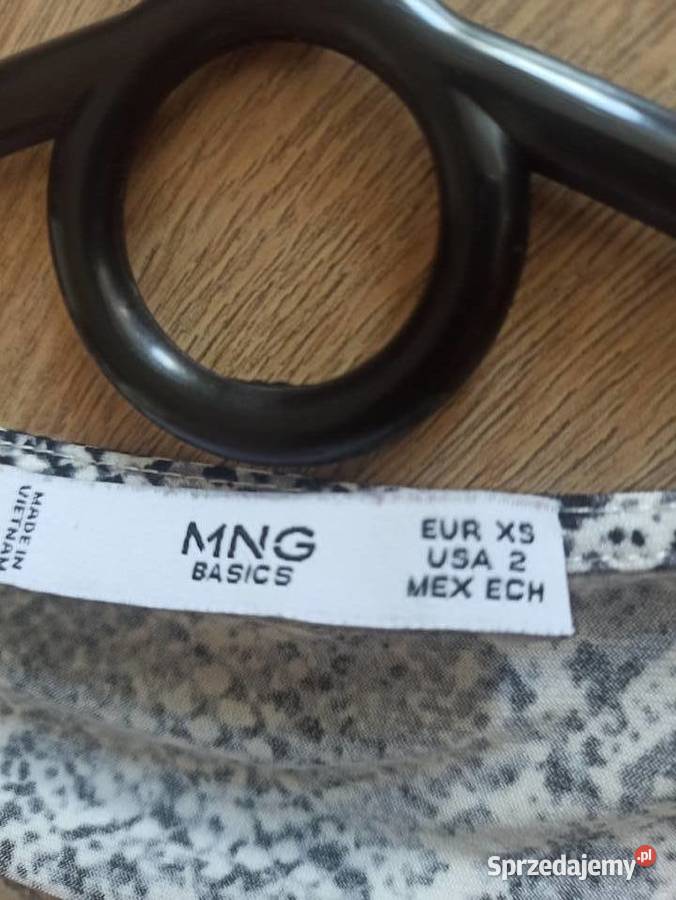 MADE IN
VIETNAM
MNG
BASICS
EUR XS
USA 2
MEX ECH
Sprzedajemy.pl